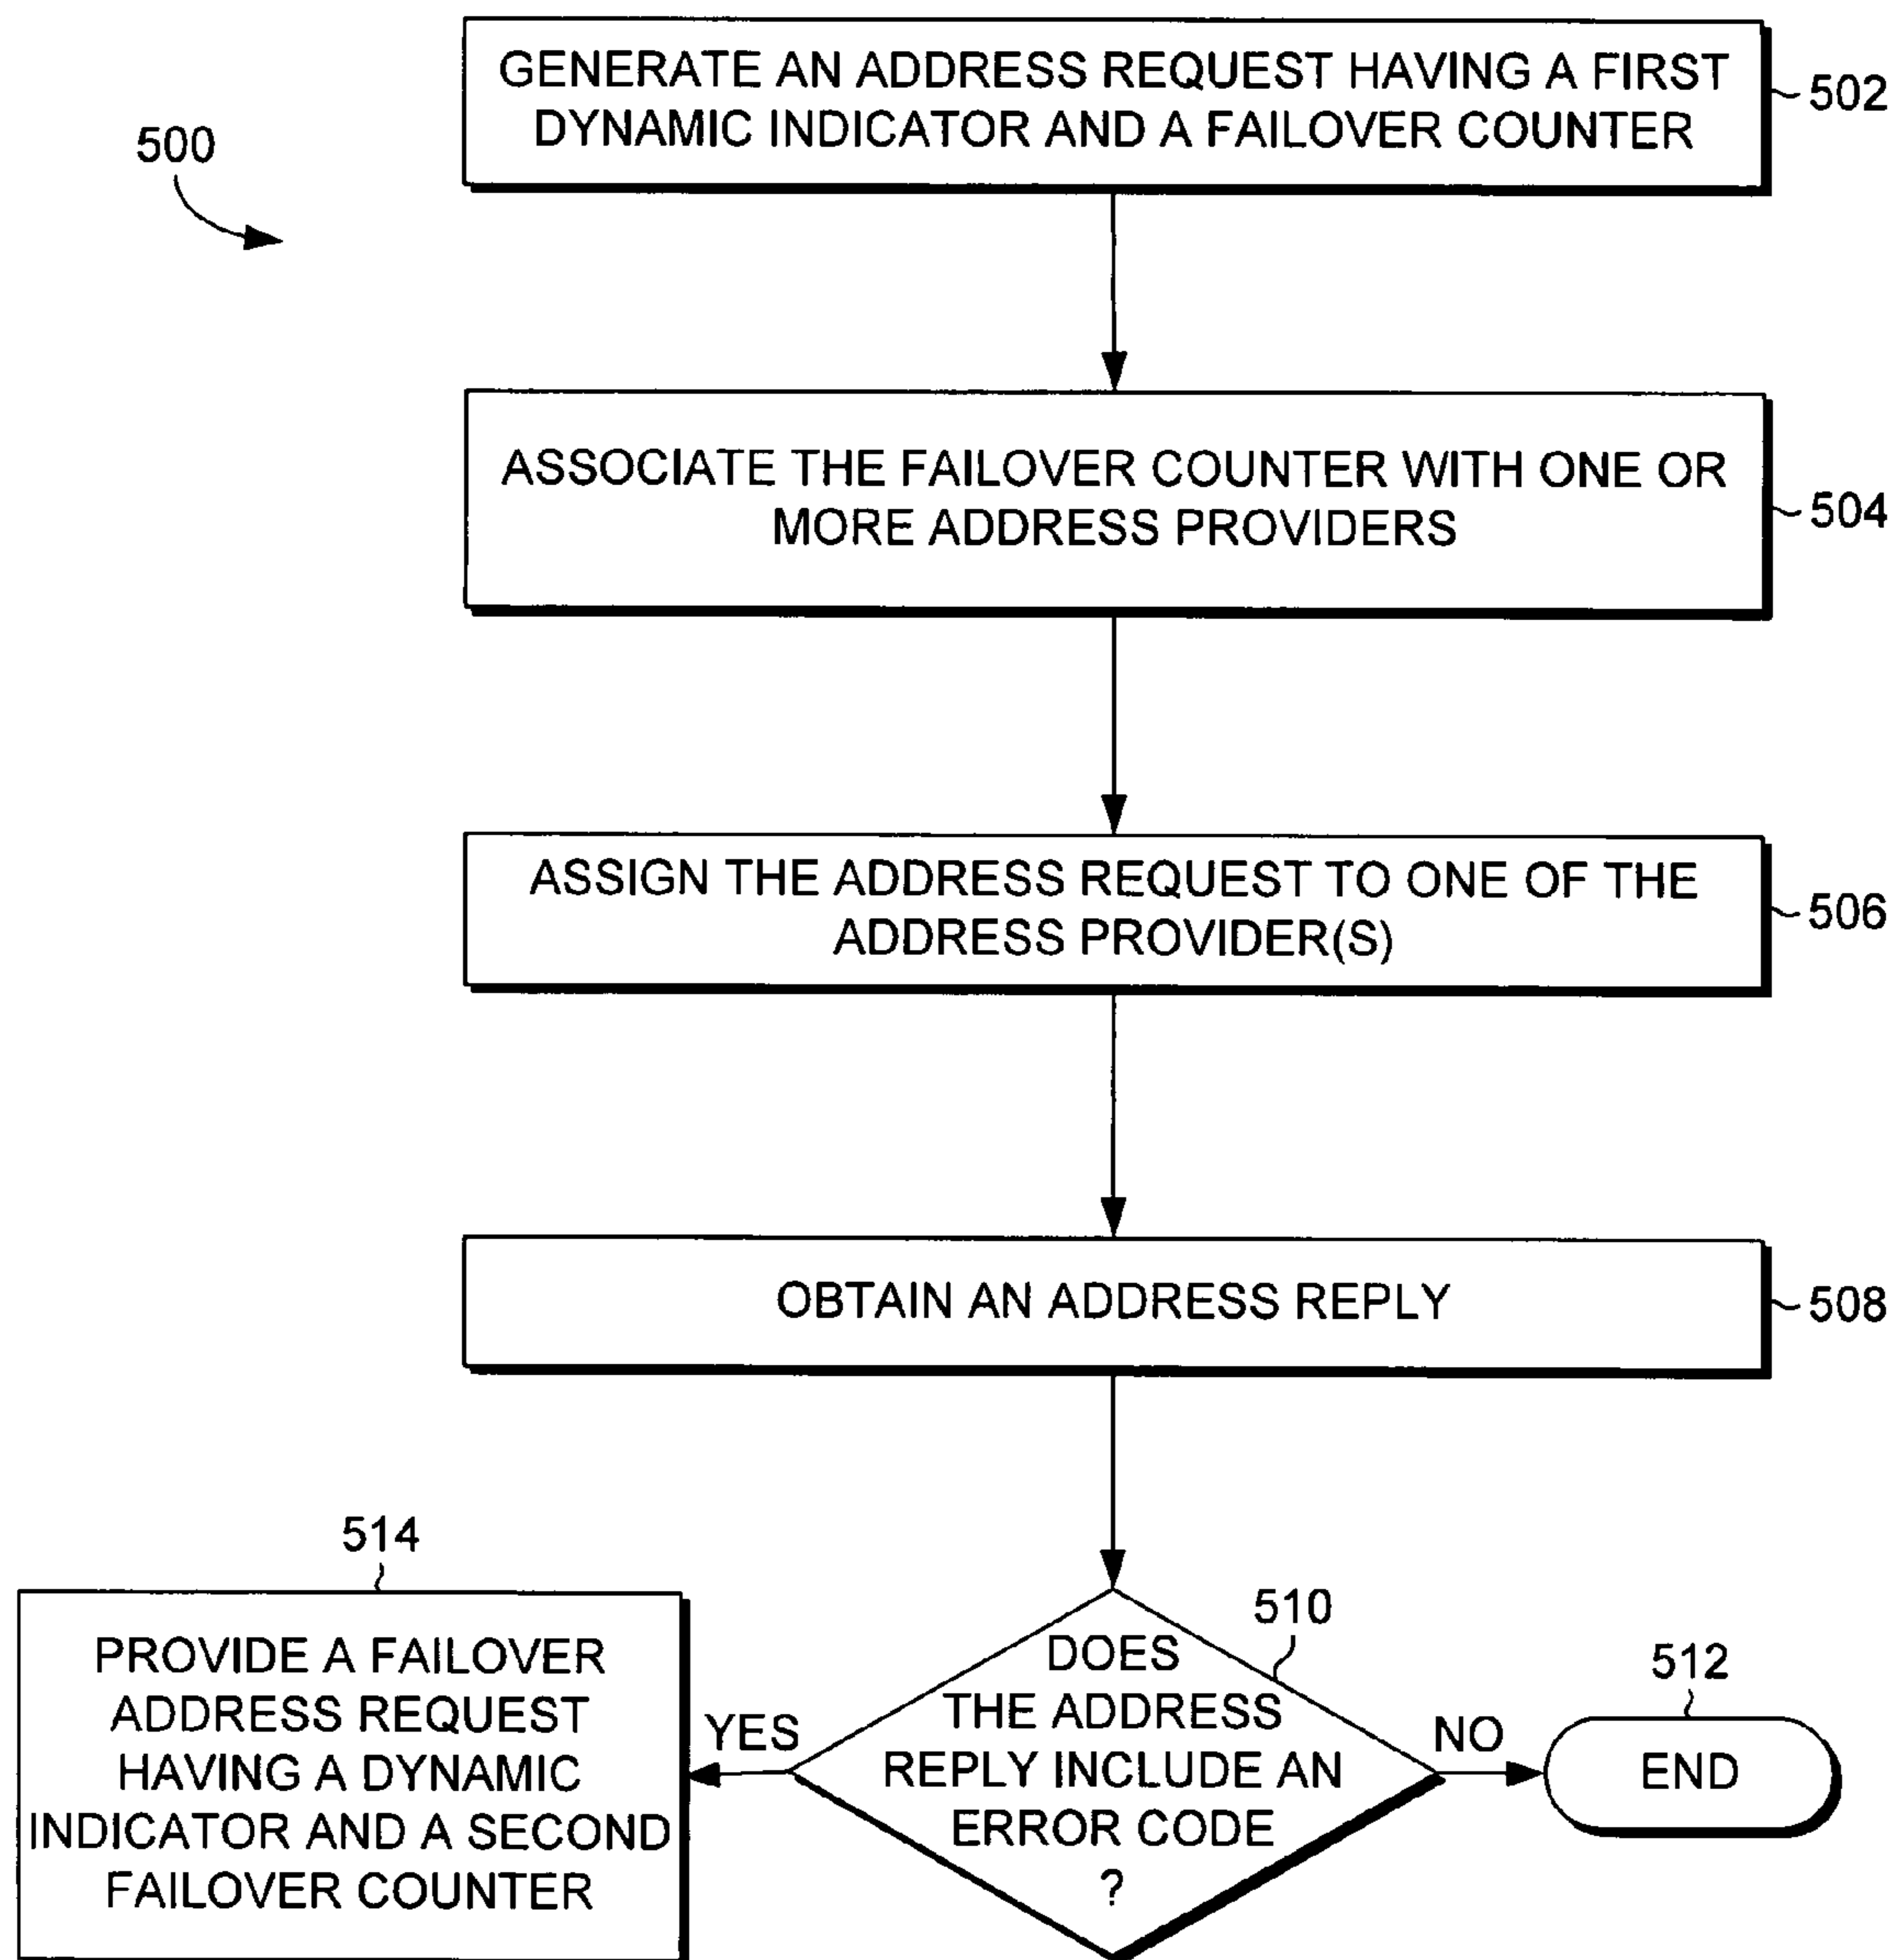 GENERATE AN ADDRESS REQUEST HAVING A FIRST
DYNAMIC INDICATOR AND A FAILOVER COUNTER
502
500
ASSOCIATE THE FAILOVER COUNTER WITH ONE OR
MORE ADDRESS PROVIDERS
504
ASSIGN THE ADDRESS REQUEST TO ONE OF THE
ADDRESS PROVIDER(S)
506
OBTAIN AN ADDRESS REPLY
508
514
PROVIDE A FAILOVER
ADDRESS REQUEST
HAVING A DYNAMIC
INDICATOR AND A SECOND
FAILOVER COUNTER
YES
510
DOES
THE ADDRESS
REPLY INCLUDE AN
ERROR CODE
?
NO
512
END